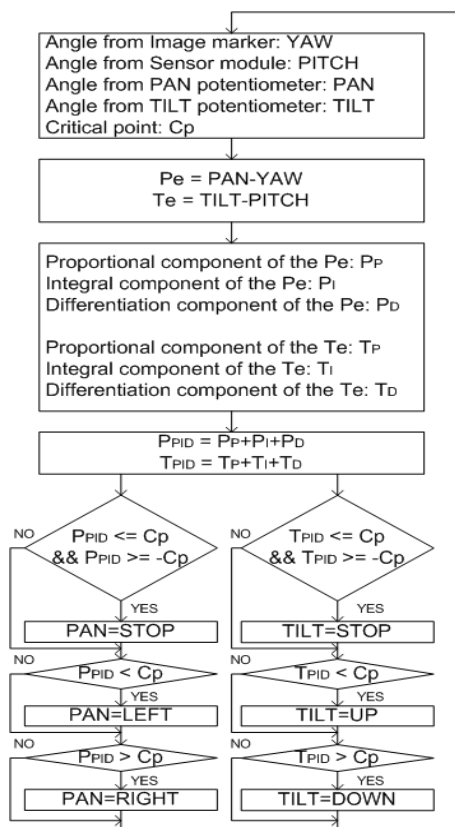 Angle from Image marker: YAW
Angle from Sensor module: PITCH
Angle from PAN potentiometer: PAN
Angle from TILT potentiometer: TILT
Critical point: Cp
Pe = PAN-YAW
Te = TILT-PITCH
Proportional component of the Pe: PP
Integral component of the Pe: PI
Differentiation component of the Pe: PD
Proportional component of the Te: TP
Integral component of the Te: TI
Differentiation component of the Te: TD
PPID = PP+PI+PD
TPID = TP+TI+TD
NO
PPID <= Cp
&& PPID >= -Cp
YES
PAN=STOP
NO
PPID < Cp
YES
PAN=LEFT
NO
PPID > Cp
YES
PAN=RIGHT
NO
TPID <= Cp
&& TPID >= -Cp
YES
TILT=STOP
NO
TPID < Cp
YES
TILT=UP
NO
TPID > Cp
YES
TILT=DOWN